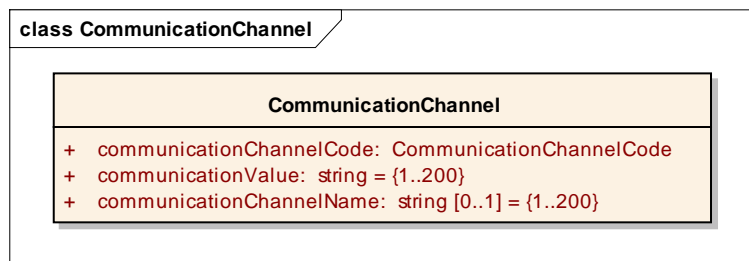 class CommunicationChannel
CommunicationChannel
+ communicationChannelCode: CommunicationChannelCode
+ communicationValue: string = {1..200}
+ communicationChannelName: string [0..1] = {1..200}